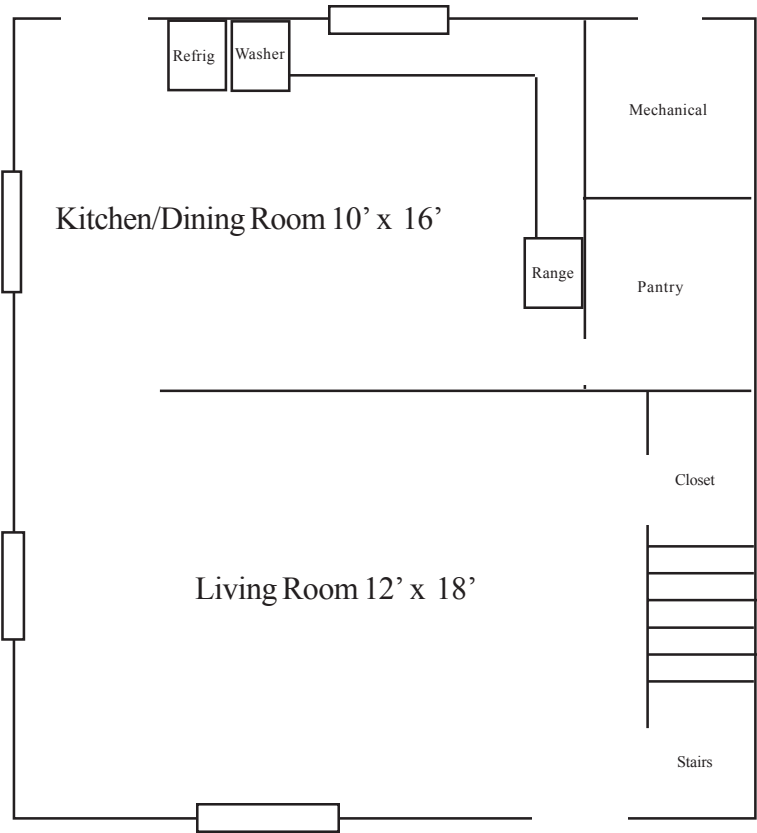 Refrig
Washer
Mechanical
Kitchen/Dining Room 10’ x 16’
Range
Pantry
Closet
Living Room 12’ x 18’
Stairs